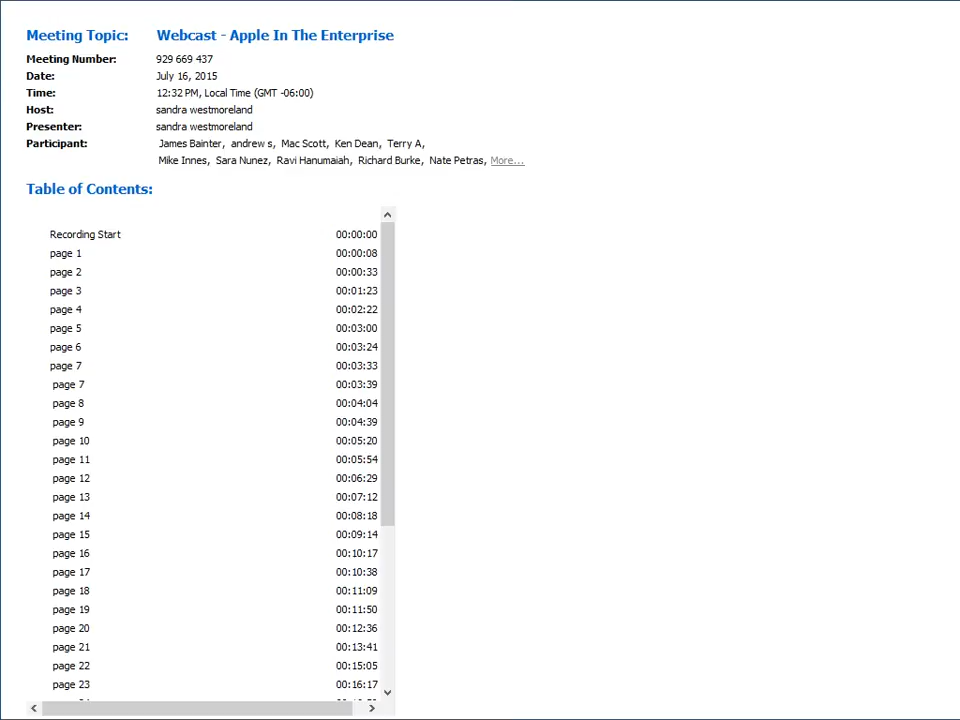 Meeting Topic: Webcast - Apple In The Enterprise
Meeting Number: 929 669 437
Date: July 16, 2015
Time: 12:32 PM, Local Time (GMT -06:00)
Host: sandra westmoreland
Presenter: sandra westmoreland
Participant: James Bainter, andrew s, Mac Scott, Ken Dean, Terry A,
Mike Innes, Sara Nunez, Ravi Hanumaiah, Richard Burke, Nate Petras, More...
Table of Contents:
Recording Start 00:00:00
page 1 00:00:08
page 2 00:00:33
page 3 00:01:23
page 4 00:02:22
page 5 00:03:00
page 6 00:03:24
page 7 00:03:33
page 7 00:03:39
page 8 00:04:04
page 9 00:04:39
page 10 00:05:20
page 11 00:05:54
page 12 00:06:29
page 13 00:07:12
page 14 00:08:18
page 15 00:09:14
page 16 00:10:17
page 17 00:10:38
page 18 00:11:09
page 19 00:11:50
page 20 00:12:36
page 21 00:13:41
page 22 00:15:05
page 23 00:16:17